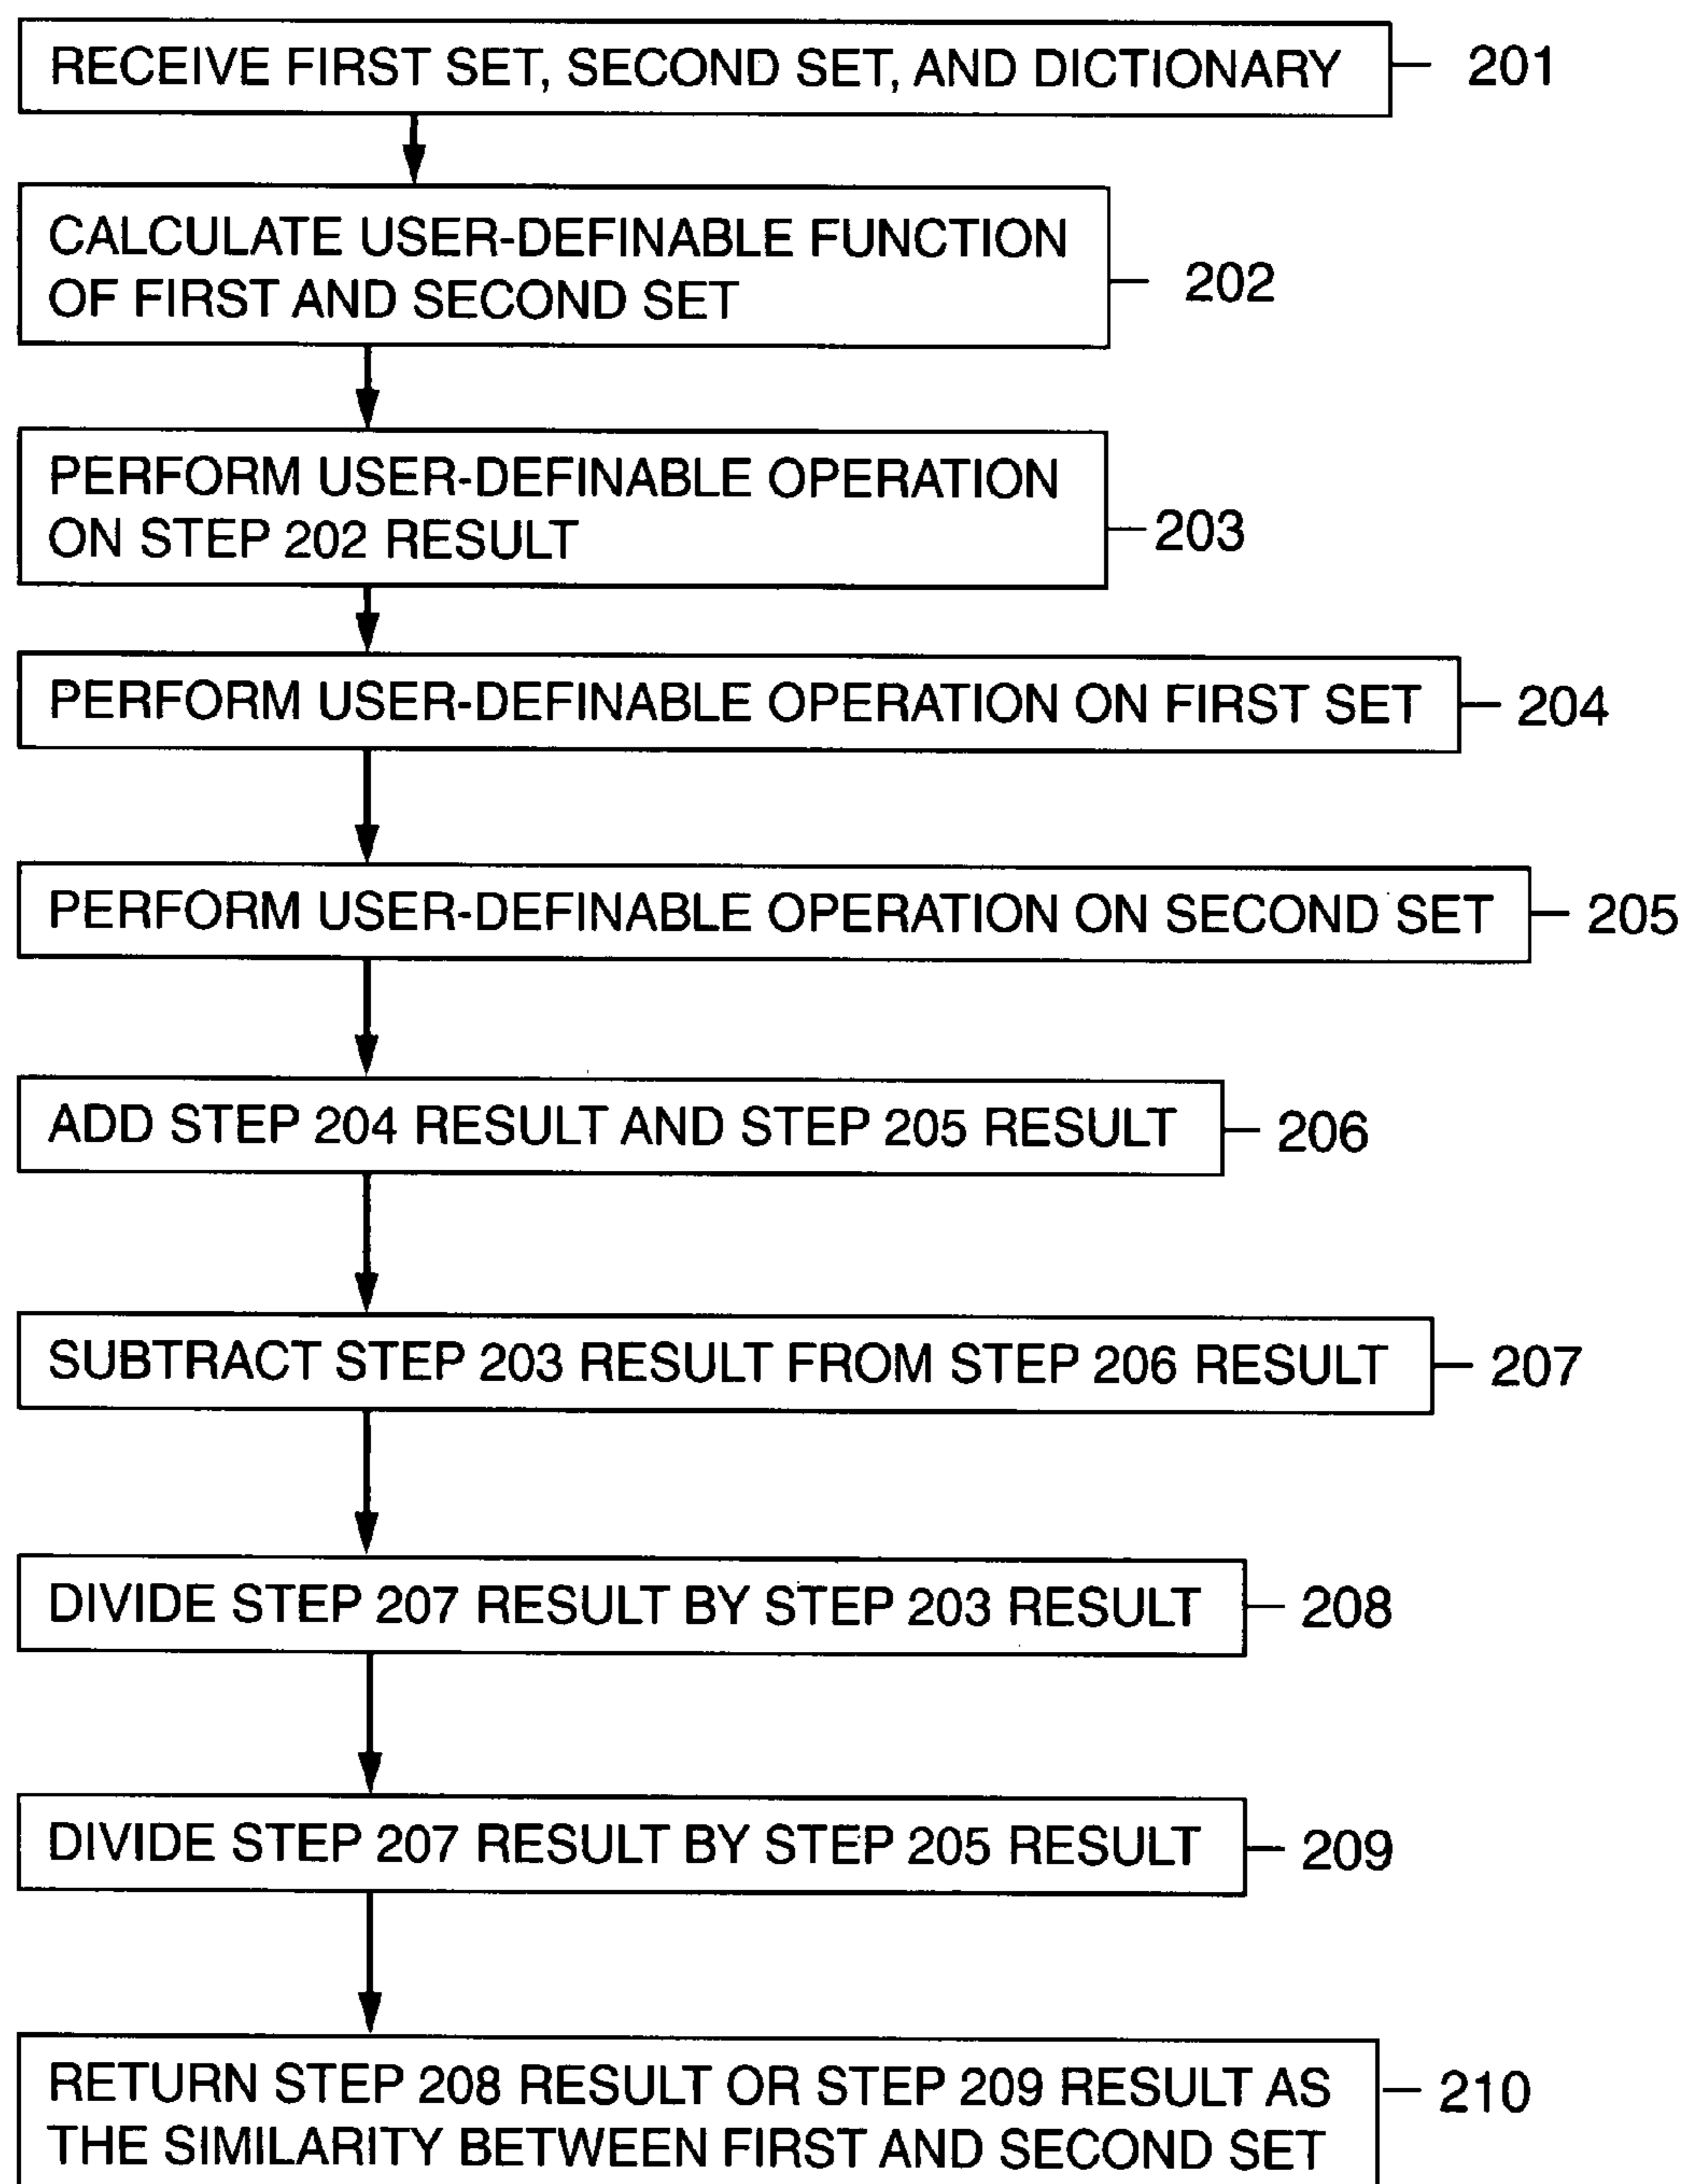 RECEIVE FIRST SET, SECOND SET, AND DICTIONARY 201
CALCULATE USER-DEFINABLE FUNCTION
OF FIRST AND SECOND SET
202
PERFORM USER-DEFINABLE OPERATION
ON STEP 202 RESULT
203
PERFORM USER-DEFINABLE OPERATION ON FIRST SET 204
PERFORM USER-DEFINABLE OPERATION ON SECOND SET 205
ADD STEP 204 RESULT AND STEP 205 RESULT 206
SUBTRACT STEP 203 RESULT FROM STEP 206 RESULT 207
DIVIDE STEP 207 RESULT BY STEP 203 RESULT 208
DIVIDE STEP 207 RESULT BY STEP 205 RESULT 209
RETURN STEP 208 RESULT OR STEP 209 RESULT AS
THE SIMILARITY BETWEEN FIRST AND SECOND SET
210